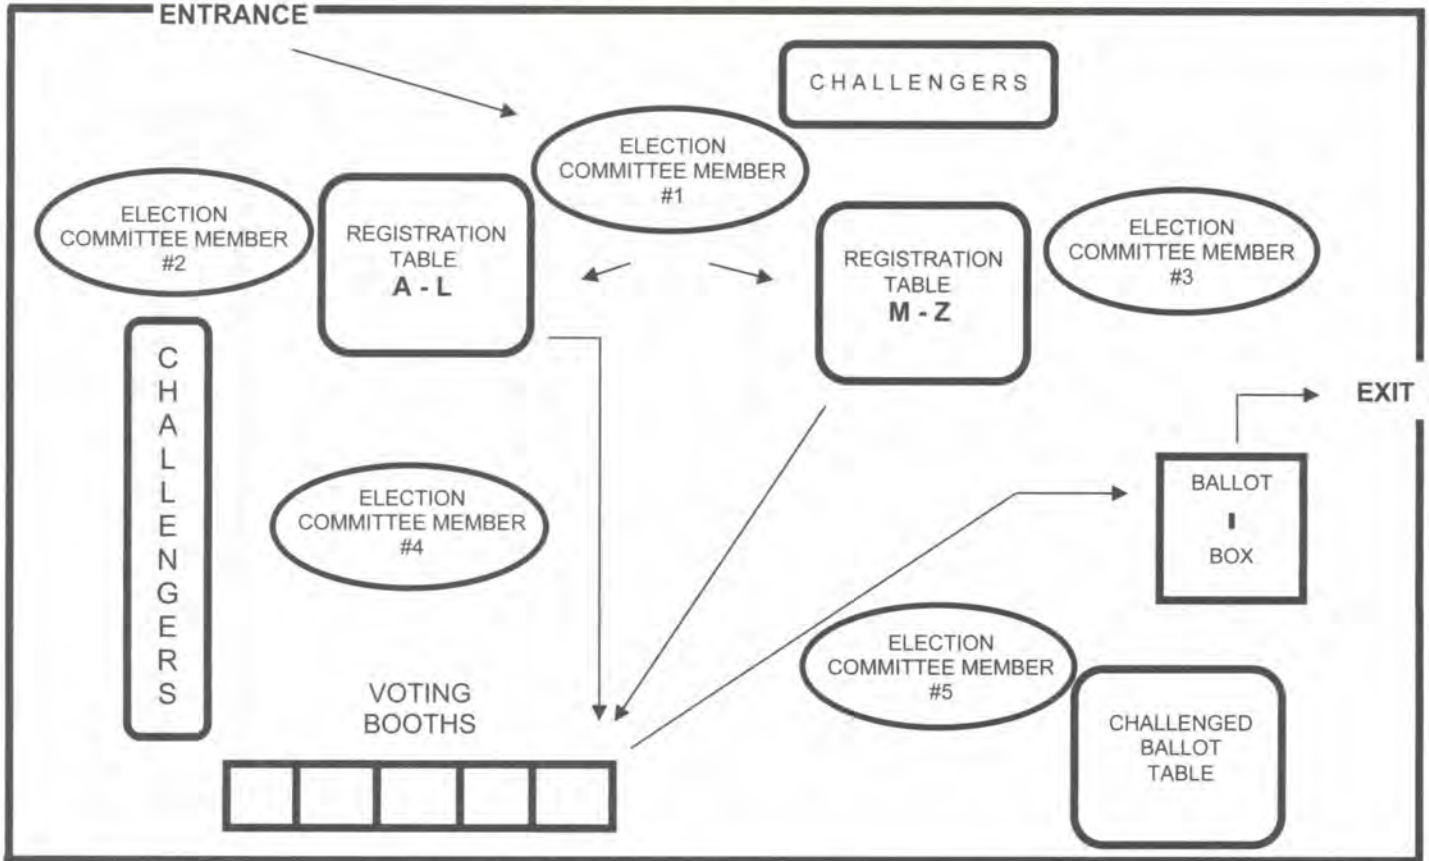 ENTRANCE
CHALLENGERS
ELECTION
COMMITTEE MEMBER
#1
ELECTION
COMMITTEE MEMBER
#2
REGISTRATION
TABLE
A - L
REGISTRATION
TABLE
M - Z
ELECTION
COMMITTEE MEMBER
#3
CHALLENGERS
EXIT
ELECTION
COMMITTEE MEMBER
#4
BALLOT
BOX
ELECTION
COMMITTEE MEMBER
#5
VOTING
BOOTHS
CHALLENGED
BALLOT
TABLE